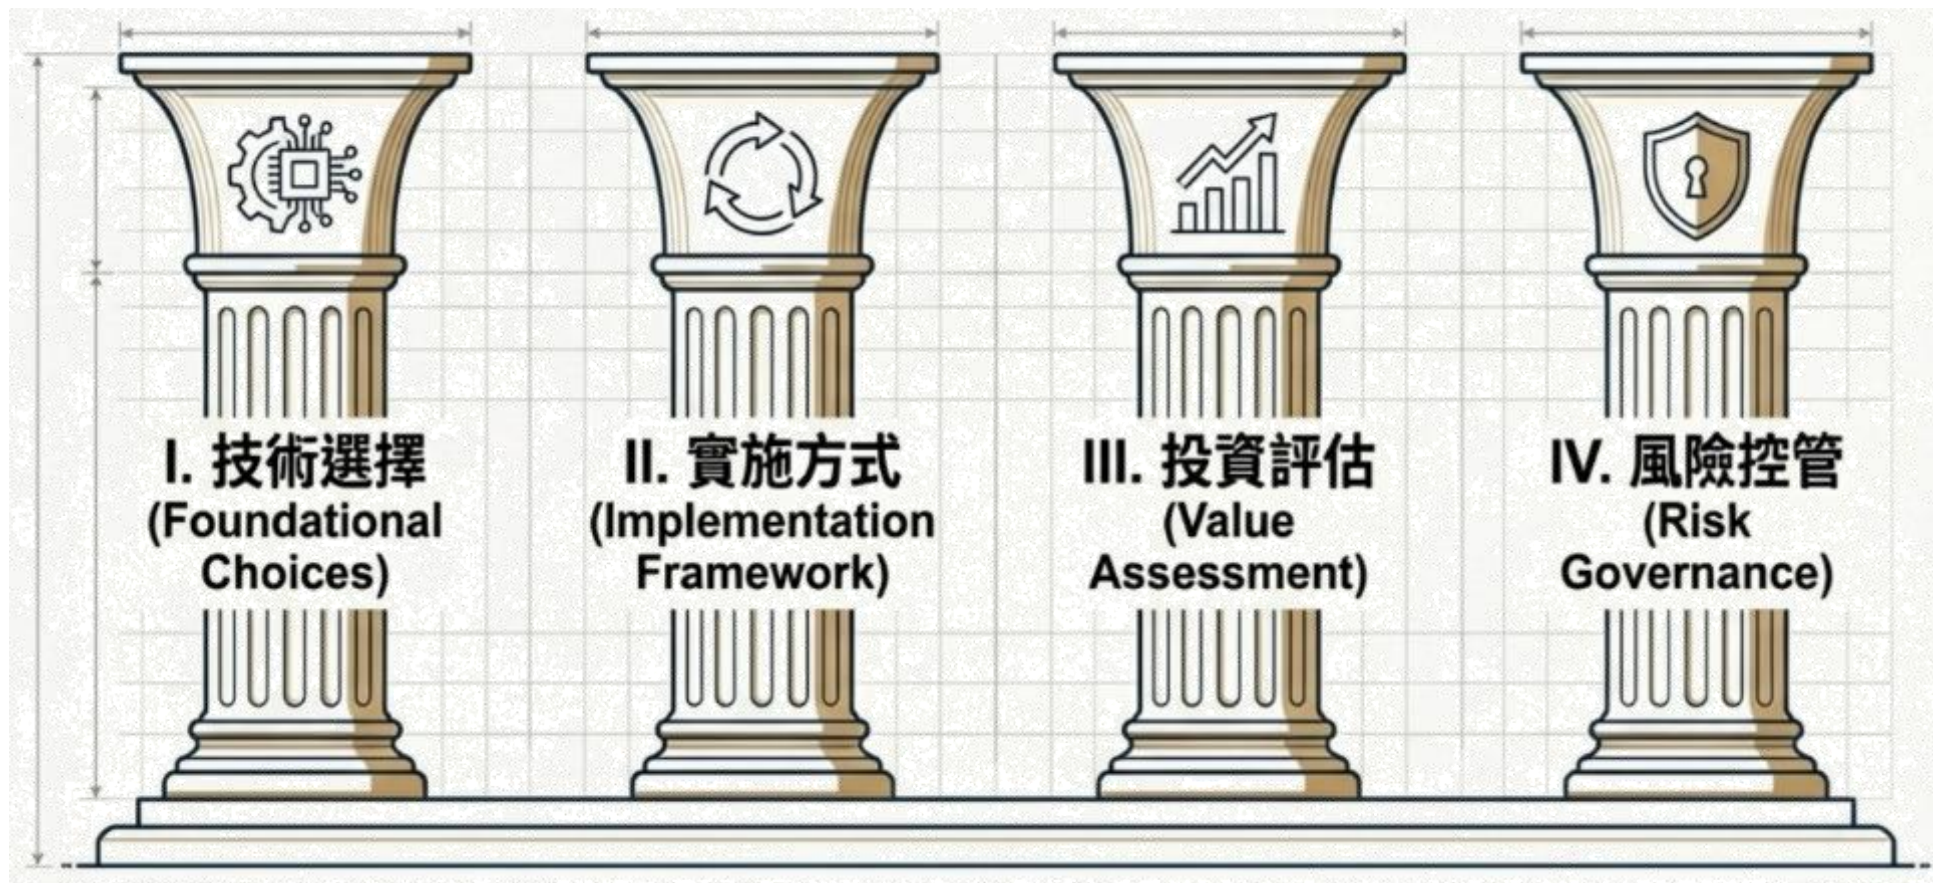 I. 技術選擇
(Foundational
Choices)
II. 實施方式
(Implementation
Framework)
III. 投資評估
(Value
Assessment)
IV. 風險控管
(Risk
Governance)